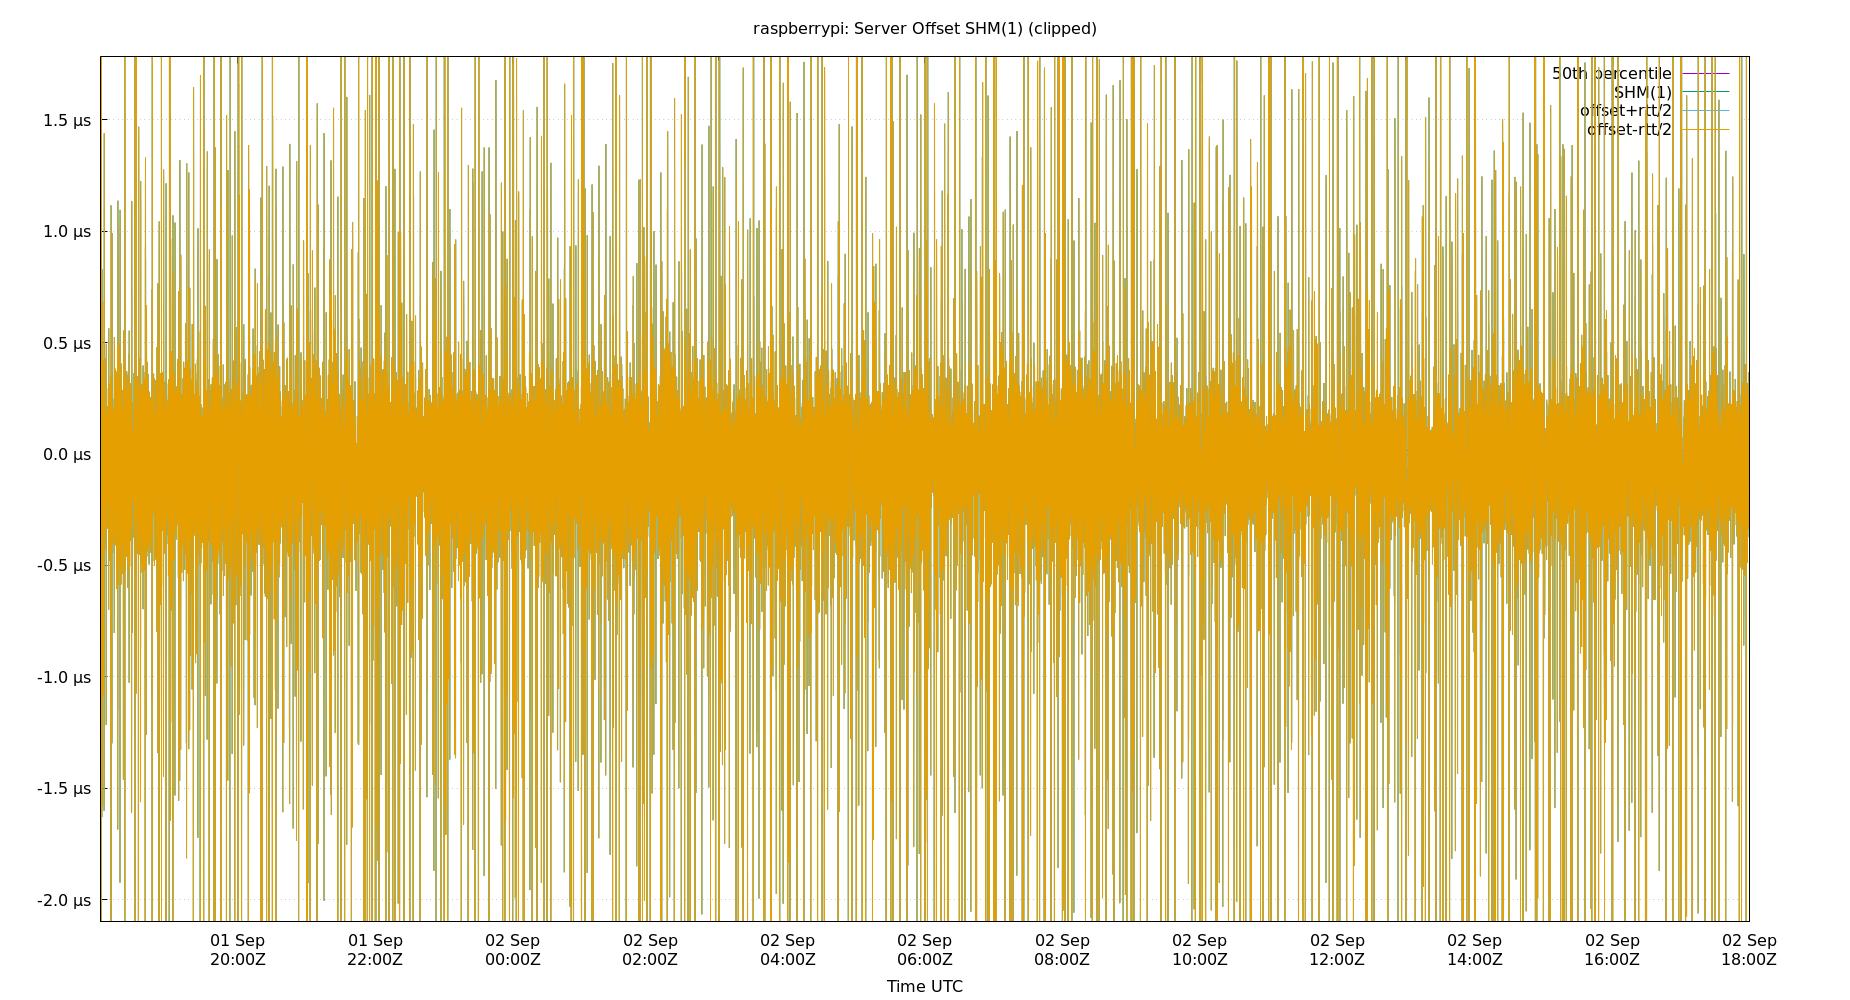 raspberrypi: Server Offset SHM(1) (clipped)
50th percentile
SHM(1)
offset+rtt/2
offset-rtt/2
1.5 µs
1.0 µs
0.5 µs
0.0 µs
-0.5 µs
-1.0 µs
-1.5 µs
-2.0 µs
01 Sep 01 Sep 02 Sep 02 Sep 02 Sep 02 Sep 02 Sep 02 Sep 02 Sep 02 Sep 02 Sep 02 Sep
20:00Z 22:00Z 00:00Z 02:00Z 04:00Z 06:00Z 08:00Z 10:00Z 12:00Z 14:00Z 16:00Z 18:00Z
Time UTC